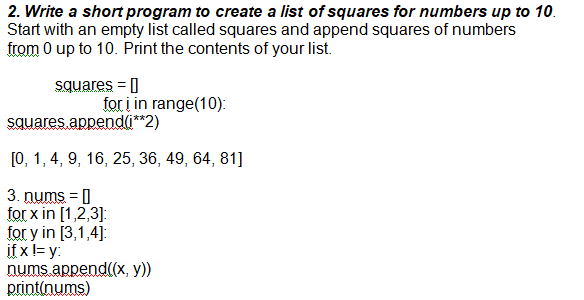 2. Write a short program to create a list of squares for numbers up to 10.
Start with an empty list called squares and append squares of numbers
from 0 up to 10. Print the contents of your list.
squares = []
for i in range(10):
squares.append(i**2)
[0, 1, 4, 9, 16, 25, 36, 49, 64, 81]
3. nums = []
for x in [1,2,3]:
for y in [3,1,4]:
if x != y:
nums.append((x, y))
print(nums)